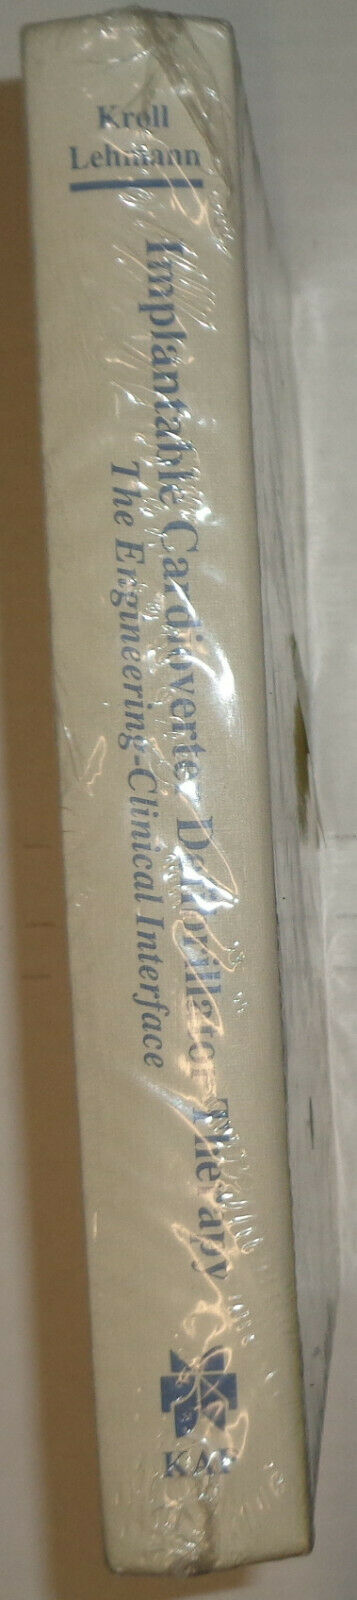 Kroll
Lehmann
Implantable Cardioverter Defibrillator Therapy
The Engineering-Clinical Interface
KAP